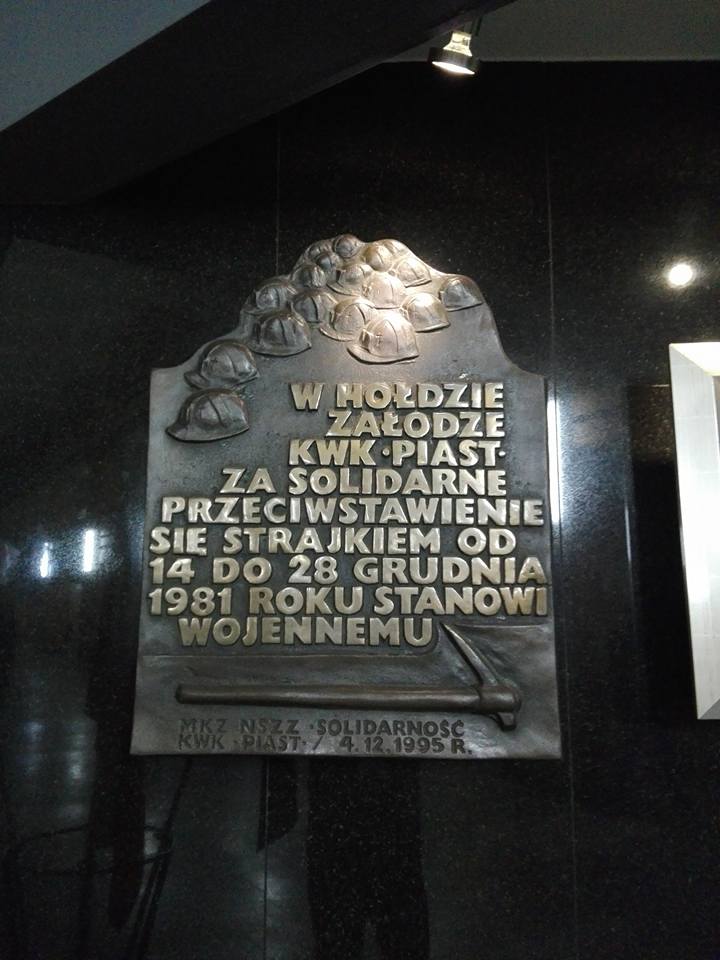 W HOŁDZIE
ZAŁODZE
KWK·PIAST·
ZA SOLIDARNE
PRZECIWSTAWIENIE
SIĘ STRAJKIEM OD
14 DO 28 GRUDNIA
1981 ROKU STANOWI
WOJENNEMU
MKZ NSZZ ·SOLIDARNOŚĆ
KWK ·PIAST· / 4.12.1995 R.